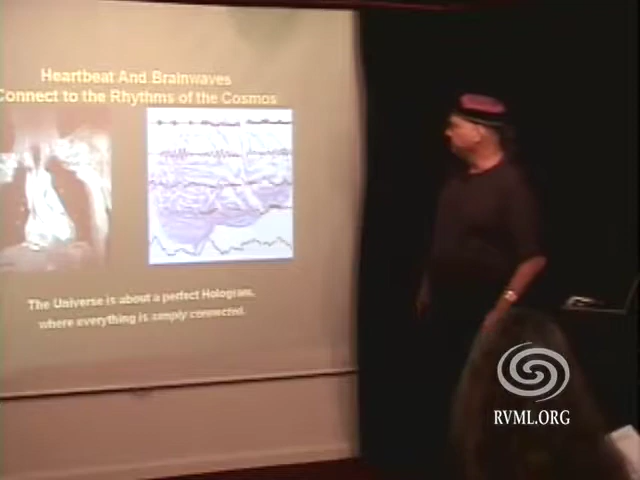 Heartbeat And Brainwaves
Connect to the Rhythms of the Cosmos
The Universe is about a perfect Hologram,
where everything is simply connected.
RVML.ORG